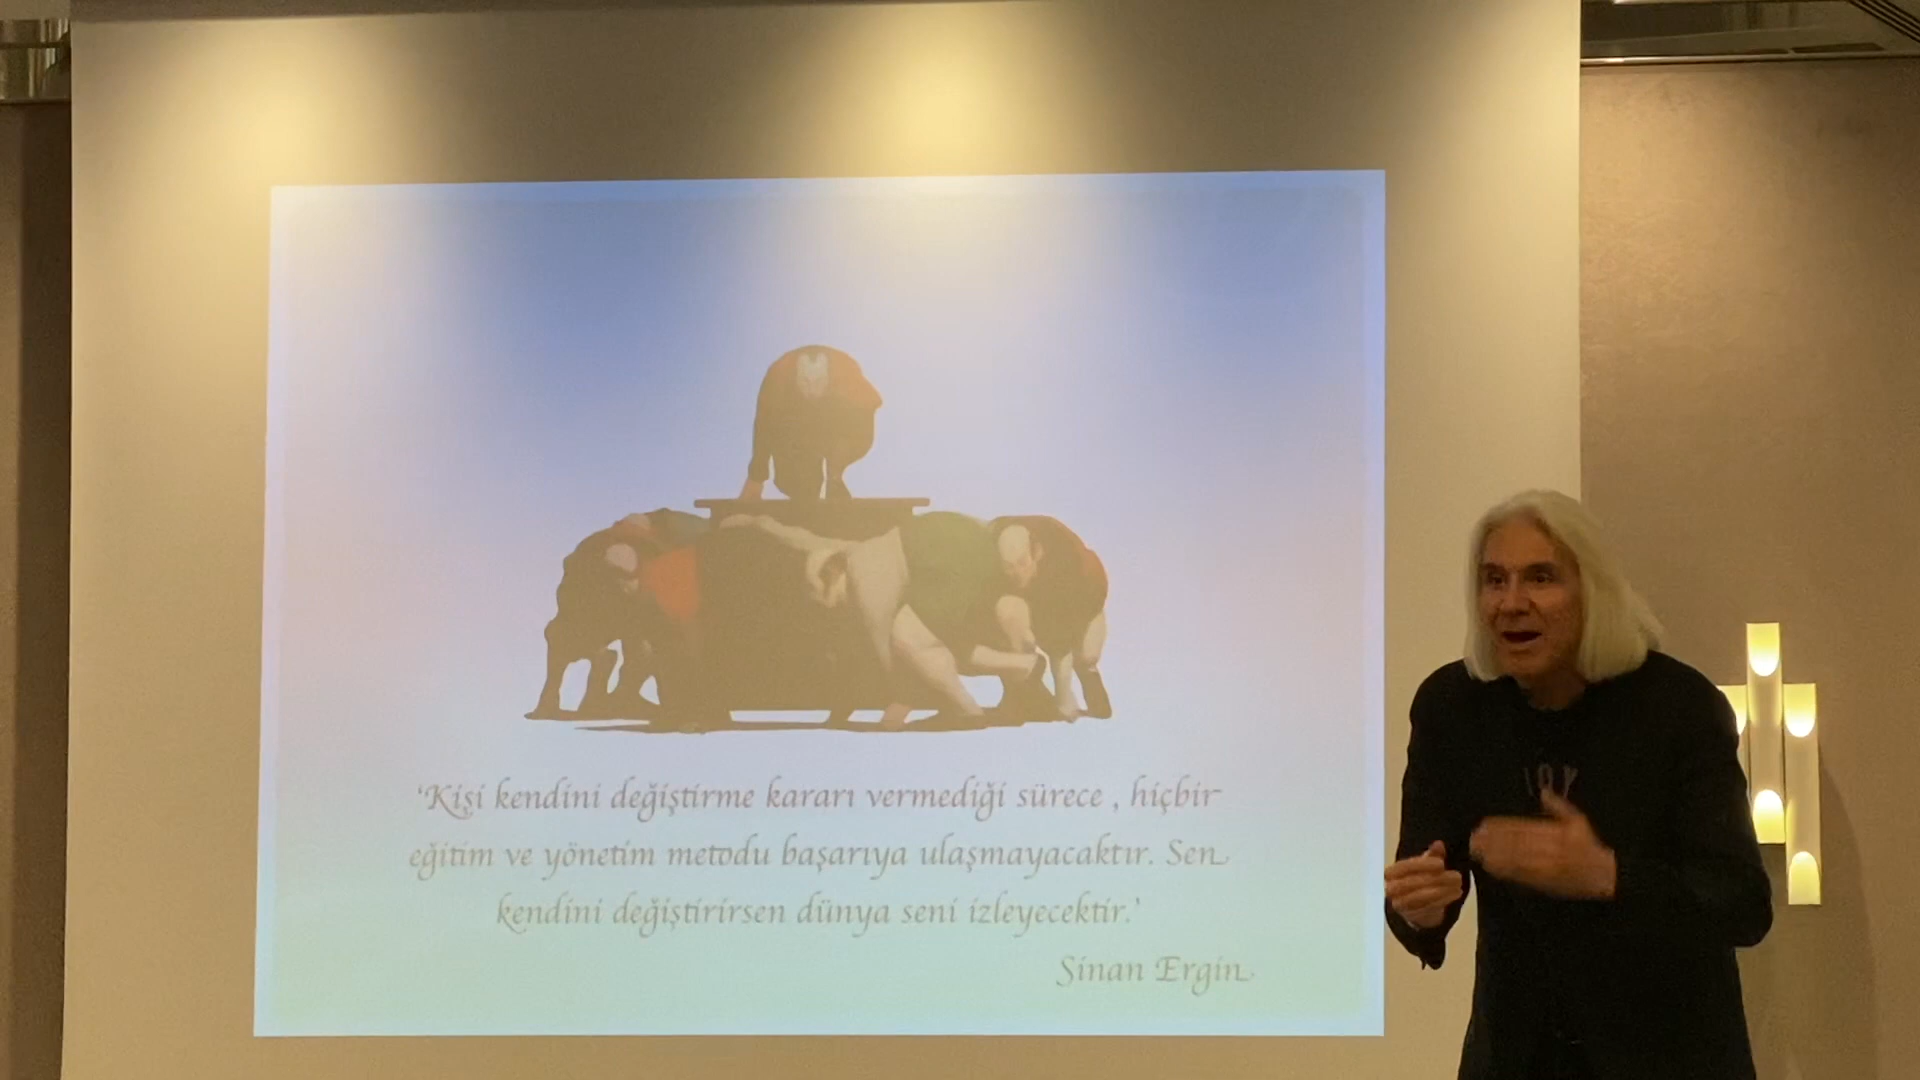 'Kişi kendini değiştirme kararı vermediği sürece , hiçbir
eğitim ve yönetim metodu başarıya ulaşmayacaktır. Sen
kendini değiştirirsen dünya seni izleyecektir.'
Sinan Ergin